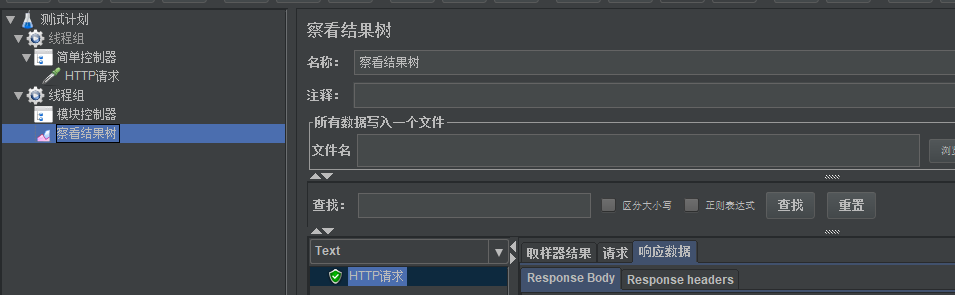 测试计划
线程组
简单控制器
HTTP请求
线程组
模块控制器
察看结果树
察看结果树
名称： 察看结果树
注释：
所有数据写入一个文件
文件名
查找： 区分大小写 正则表达式 查找 重置
Text
HTTP请求
取样器结果 请求 响应数据
Response Body Response headers